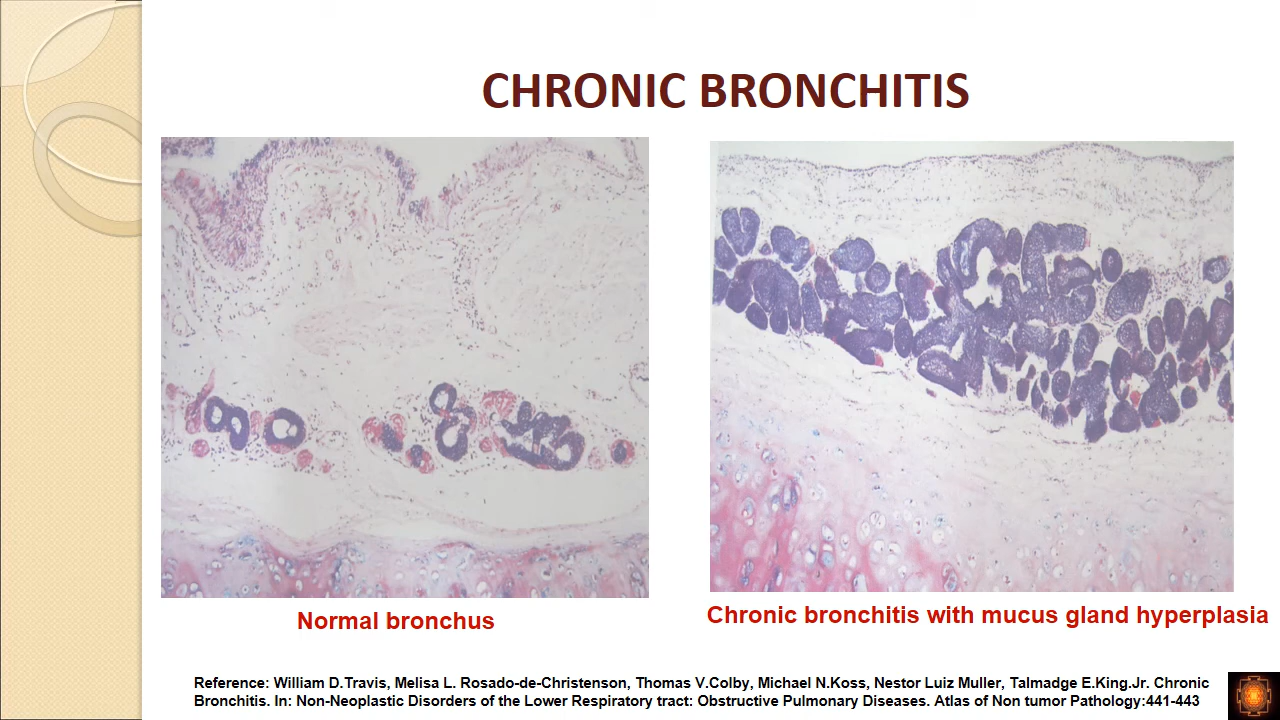 CHRONIC BRONCHITIS
Normal bronchus
Chronic bronchitis with mucus gland hyperplasia
Reference: William D.Travis, Melisa L. Rosado-de-Christenson, Thomas V.Colby, Michael N.Koss, Nestor Luiz Muller, Talmadge E.King.Jr. Chronic
Bronchitis. In: Non-Neoplastic Disorders of the Lower Respiratory tract: Obstructive Pulmonary Diseases. Atlas of Non tumor Pathology:441-443